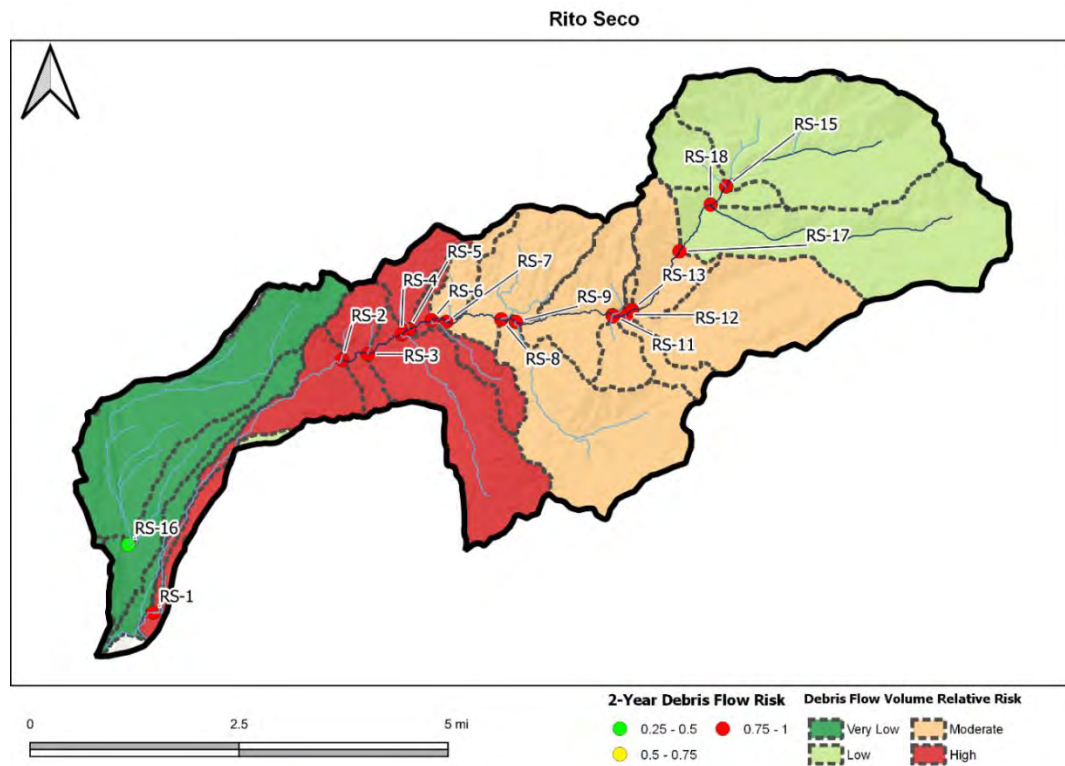 Rito Seco
RS-15
RS-18
RS-17
RS-5
RS-4
RS-6
RS-7
RS-13
RS-9
RS-2
RS-12
RS-3
RS-8
RS-11
RS-16
RS-1
0 2.5 5 mi
2-Year Debris Flow Risk
0.25 - 0.5
0.75 - 1
0.5 - 0.75
Debris Flow Volume Relative Risk
Very Low
Moderate
Low
High